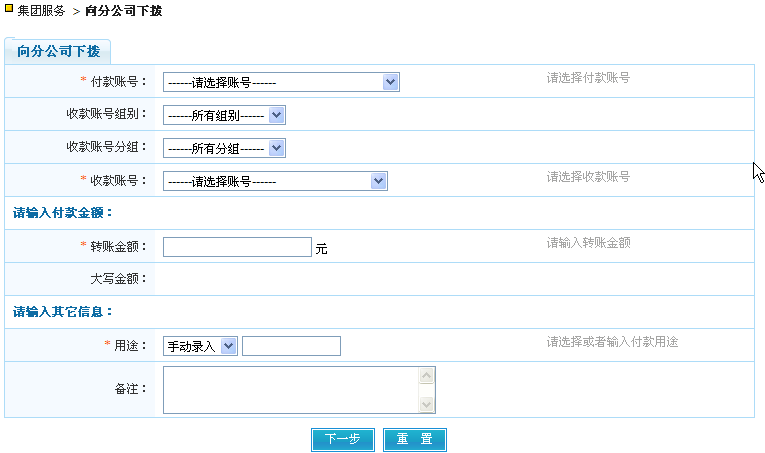 集团服务 > 向分公司下拨
向分公司下拨
* 付款账号： ------请选择账号------ 请选择付款账号
收款账号组别： ------所有组别------
收款账号分组： ------所有分组------
* 收款账号： ------请选择账号------ 请选择收款账号
请输入付款金额：
* 转账金额： 元 请输入转账金额
大写金额：
请输入其它信息：
* 用途： 手动录入 请选择或者输入付款用途
备注：
下一步 重 置